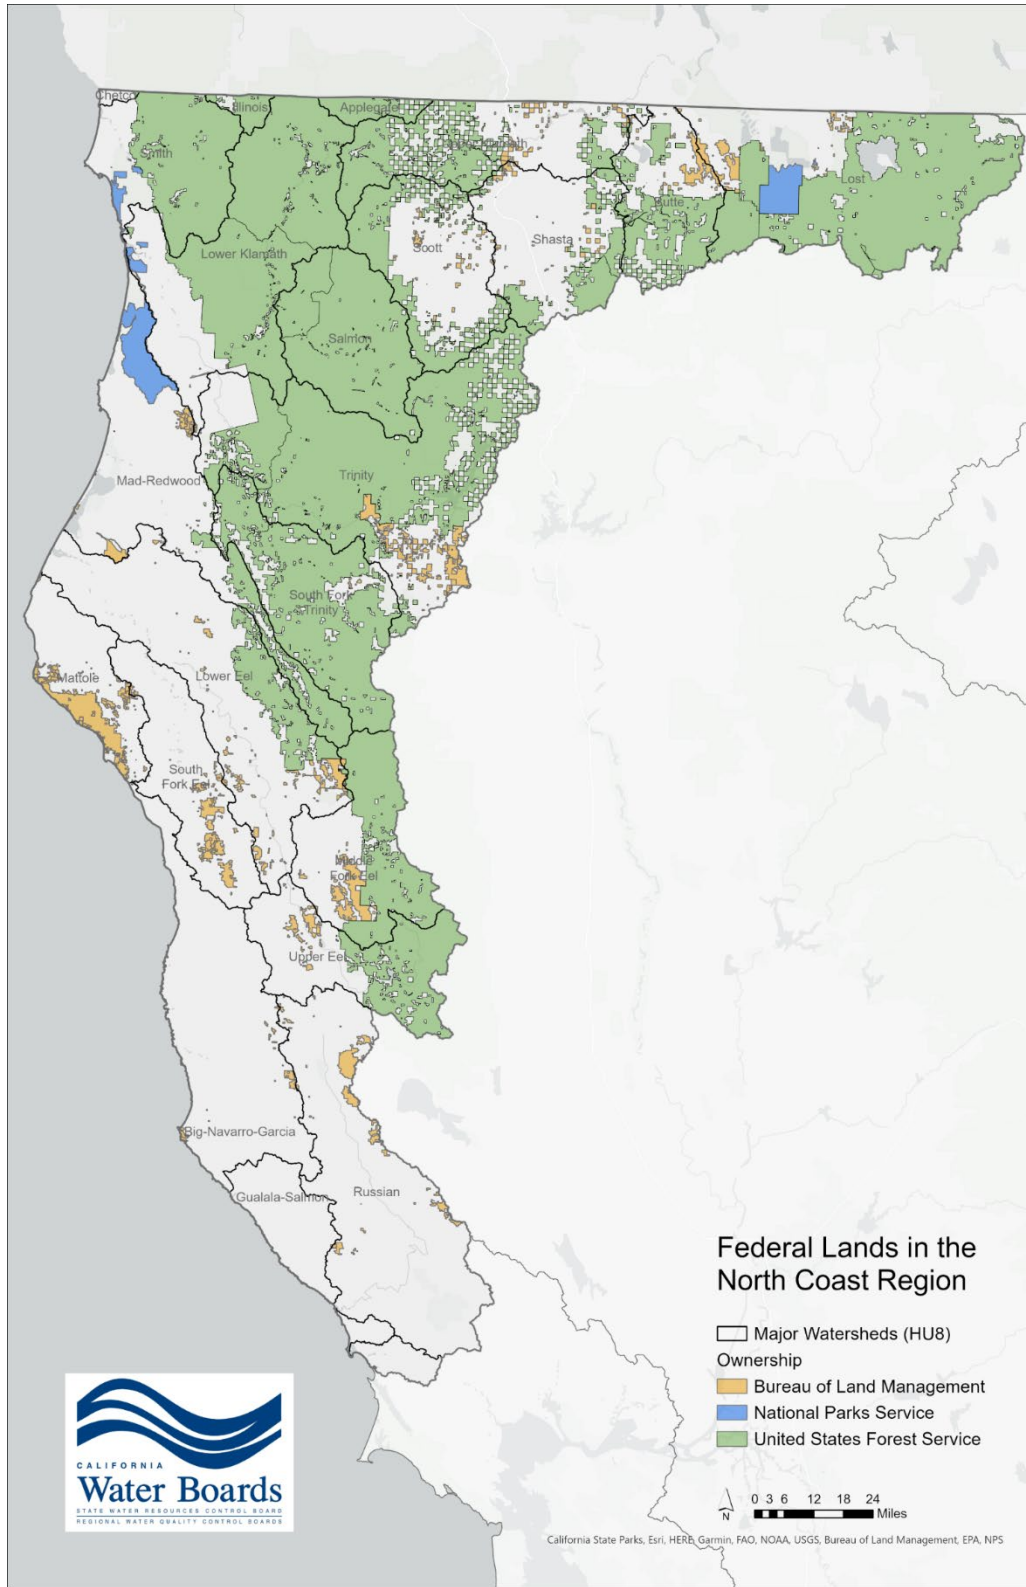 Chetco
Illinois
Applegate
Smith
Upper Klamath
Lost
Butte
Scott
Shasta
Lower Klamath
Salmon
Trinity
Mad-Redwood
South Fork
Trinity
Lower Eel
Mattole
South
Fork Eel
Middle
Fork Eel
Upper Eel
Big-Navarro-Garcia
Gualala-Salmon
Russian
Federal Lands in the
North Coast Region
Major Watersheds (HU8)
Ownership
Bureau of Land Management
National Parks Service
United States Forest Service
N
0 3 6 12 18 24
Miles
CALIFORNIA
Water Boards
STATE WATER RESOURCES CONTROL BOARD
REGIONAL WATER QUALITY CONTROL BOARDS
California State Parks, Esri, HERE, Garmin, FAO, NOAA, USGS, Bureau of Land Management, EPA, NPS